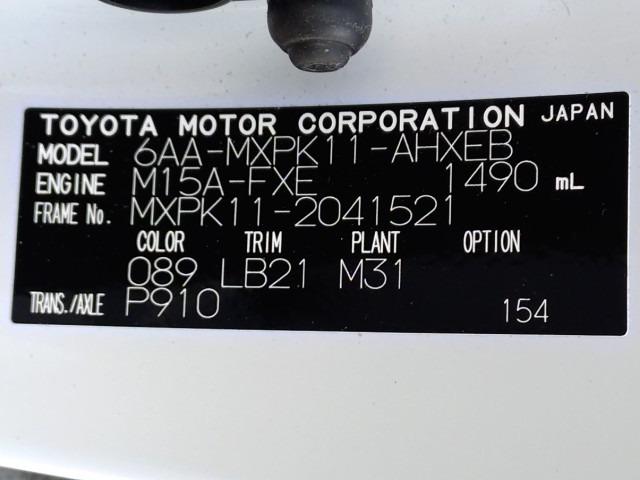 TOYOTA MOTOR CORPORATION JAPAN
MODEL 6AA-MXPK11-AHXEB
ENGINE M15A-FXE 1490 mL
FRAME No. MXPK11-2041521
COLOR TRIM PLANT OPTION
089 LB21 M31
TRANS./AXLE P910 154